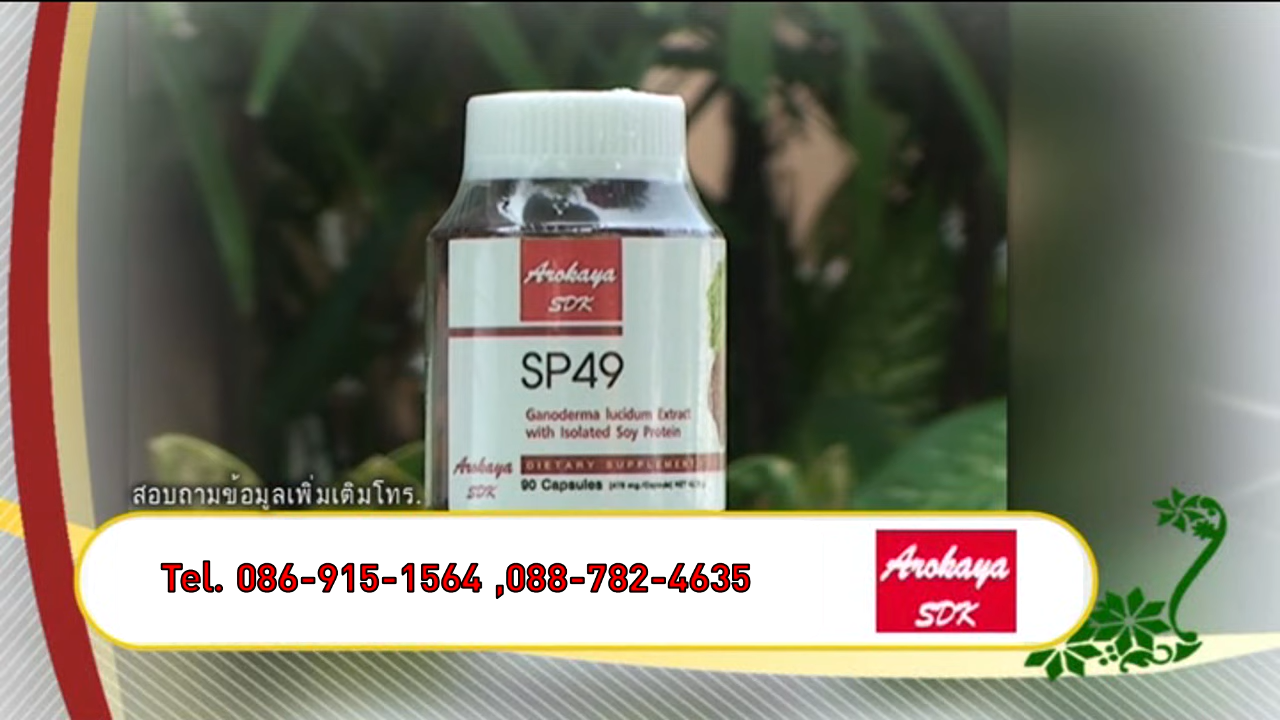 Arokaya
SDK
SP49
Ganoderma lucidum Extract
with Isolated Soy Protein
Arokaya
SDK
DIETARY SUPPLEMENT
90 Capsules
สอบถามข้อมูลเพิ่มเติมโทร.
Tel. 086-915-1564 ,088-782-4635
Arokaya
SDK